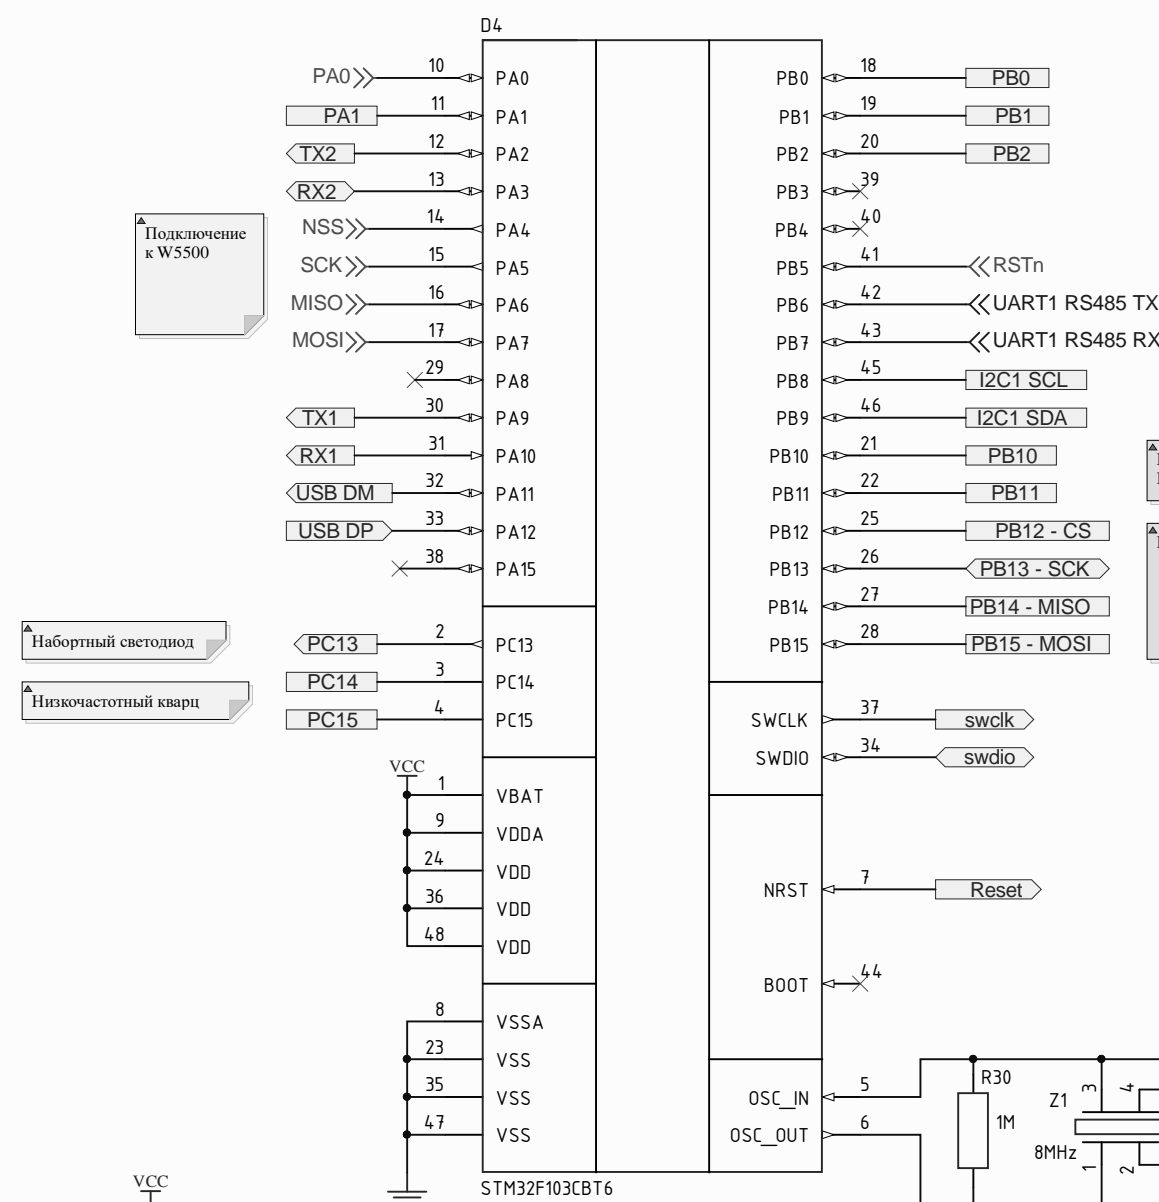 D4
PA0
10
PA0
PA1
11
PA1
TX2
12
PA2
RX2
13
PA3
NSS
14
PA4
SCK
15
PA5
MISO
16
PA6
MOSI
17
PA7
29
PA8
TX1
30
PA9
RX1
31
PA10
USB DM
32
PA11
USB DP
33
PA12
38
PA15
Подключение
к W5500
PB0
18
PB0
PB1
19
PB1
PB2
20
PB2
PB3
39
PB4
40
PB5
41
RSTn
PB6
42
UART1 RS485 TX
PB7
43
UART1 RS485 RX
PB8
45
I2C1 SCL
PB9
46
I2C1 SDA
PB10
21
PB10
PB11
22
PB11
PB12
25
PB12 - CS
PB13
26
PB13 - SCK
PB14
27
PB14 - MISO
PB15
28
PB15 - MOSI
Набортный светодиод
PC13
2
PC13
Низкочастотный кварц
PC14
3
PC14
PC15
4
PC15
SWCLK
37
swclk
SWDIO
34
swdio
VCC
1
VBAT
9
VDDA
24
VDD
36
VDD
48
VDD
NRST
7
Reset
BOOT
44
8
VSSA
23
VSS
35
VSS
47
VSS
OSC_IN
5
OSC_OUT
6
R30
1M
Z1
8MHz
3
4
1
2
VCC
STM32F103CBT6